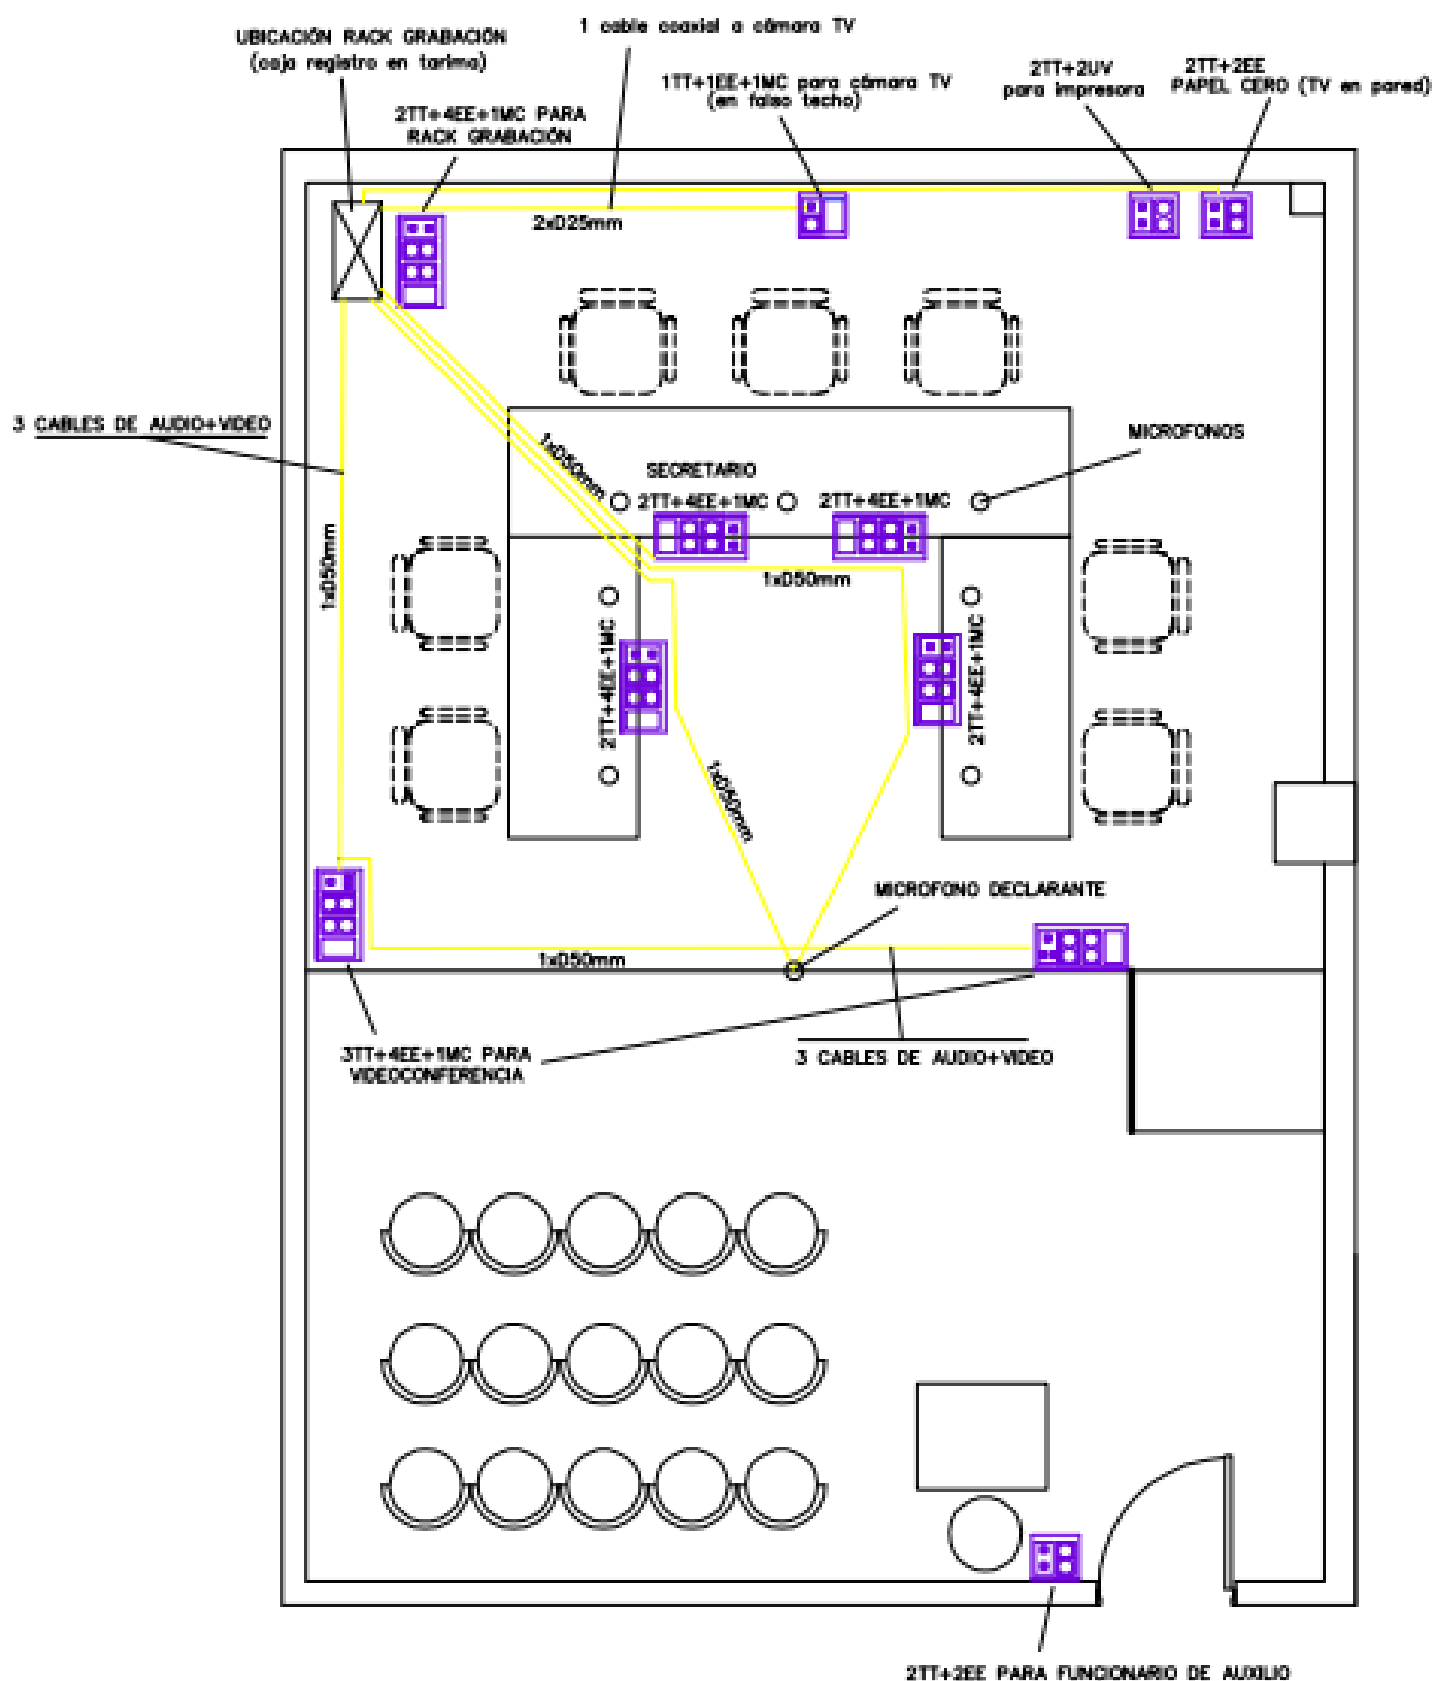 1 cable coaxial a cámara TV
UBICACIÓN RACK GRABACIÓN
(caja registro en tarima)
2TT+4EE+1MC PARA
RACK GRABACIÓN
1TT+1EE+1MC para cámara TV
(en falso techo)
2TT+2UV
para impresora
2TT+2EE
PAPEL CERO (TV en pared)
2xD25mm
3 CABLES DE AUDIO+VIDEO
MICROFONOS
1xD50mm
SECRETARIO
2TT+4EE+1MC
2TT+4EE+1MC
1xD50mm
1xD50mm
2TT+4EE+1MC
2TT+4EE+1MC
1xD50mm
MICROFONO DECLARANTE
1xD50mm
3TT+4EE+1MC PARA
VIDEOCONFERENCIA
3 CABLES DE AUDIO+VIDEO
2TT+2EE PARA FUNCIONARIO DE AUXILIO